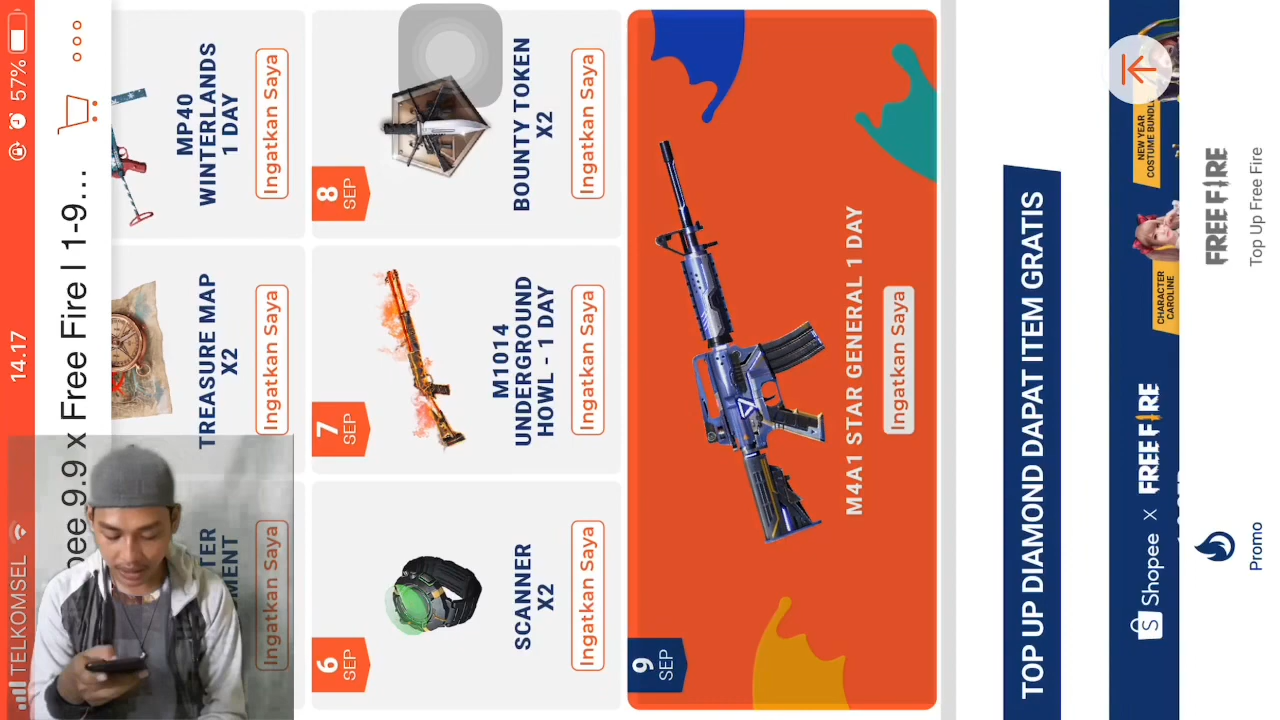 TELKOMSEL
14.17
57%
pee 9.9 x Free Fire | 1-9...
TER
MENT
Ingatkan Saya
TREASURE MAP
X2
Ingatkan Saya
MP40
WINTERLANDS
1 DAY
Ingatkan Saya
6
SEP
SCANNER
X2
Ingatkan Saya
7
SEP
M1014
UNDERGROUND
HOWL - 1 DAY
Ingatkan Saya
8
SEP
BOUNTY TOKEN
X2
Ingatkan Saya
9
SEP
M4A1 STAR GENERAL 1 DAY
Ingatkan Saya
TOP UP DIAMOND DAPAT ITEM GRATIS
Shopee X FREE FIRE
CHARACTER
CAROLINE
NEW YEAR
COSTUME BUNDLE
Promo
FREE FIRE
Top Up Free Fire